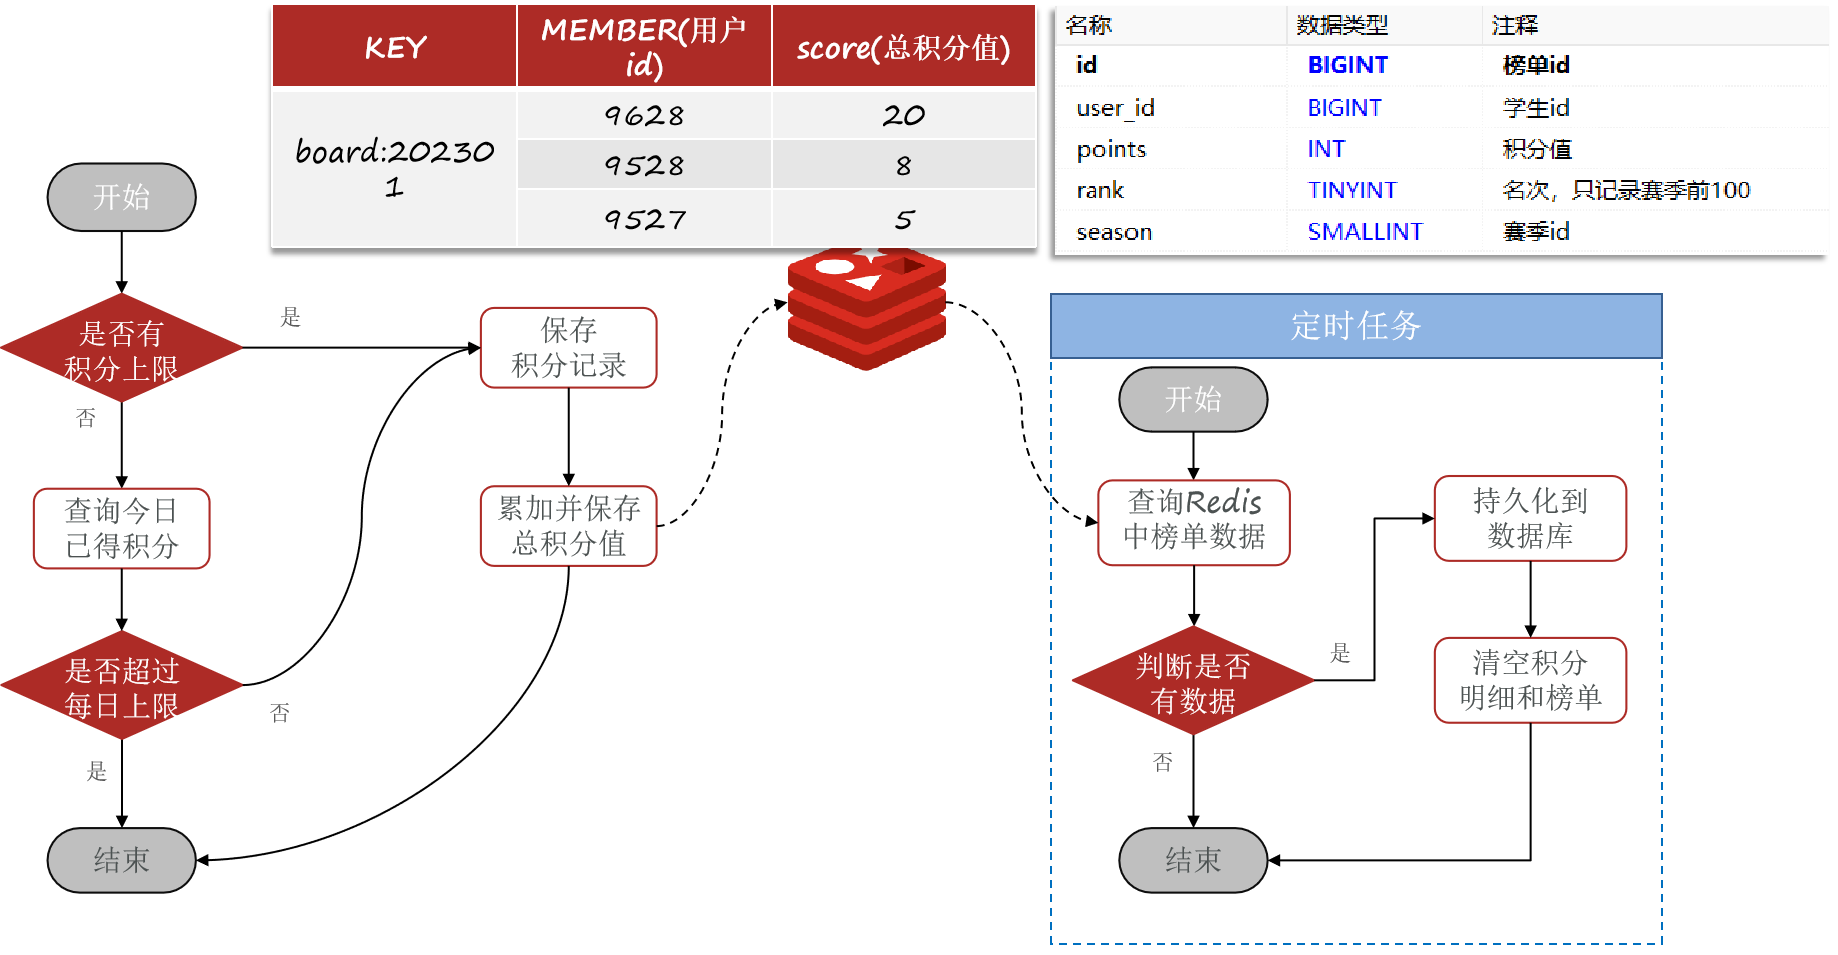 KEY
MEMBER(用户
id)
score(总积分值)
board:20230
1
9628
20
9528
8
9527
5
名称
数据类型
注释
id
BIGINT
榜单id
user_id
BIGINT
学生id
points
INT
积分值
rank
TINYINT
名次，只记录赛季前100
season
SMALLINT
赛季id
开始
是否有
积分上限
是
否
查询今日
已得积分
是否超过
每日上限
否
是
结束
保存
积分记录
累加并保存
总积分值
定时任务
开始
查询Redis
中榜单数据
判断是否
有数据
是
否
持久化到
数据库
清空积分
明细和榜单
结束